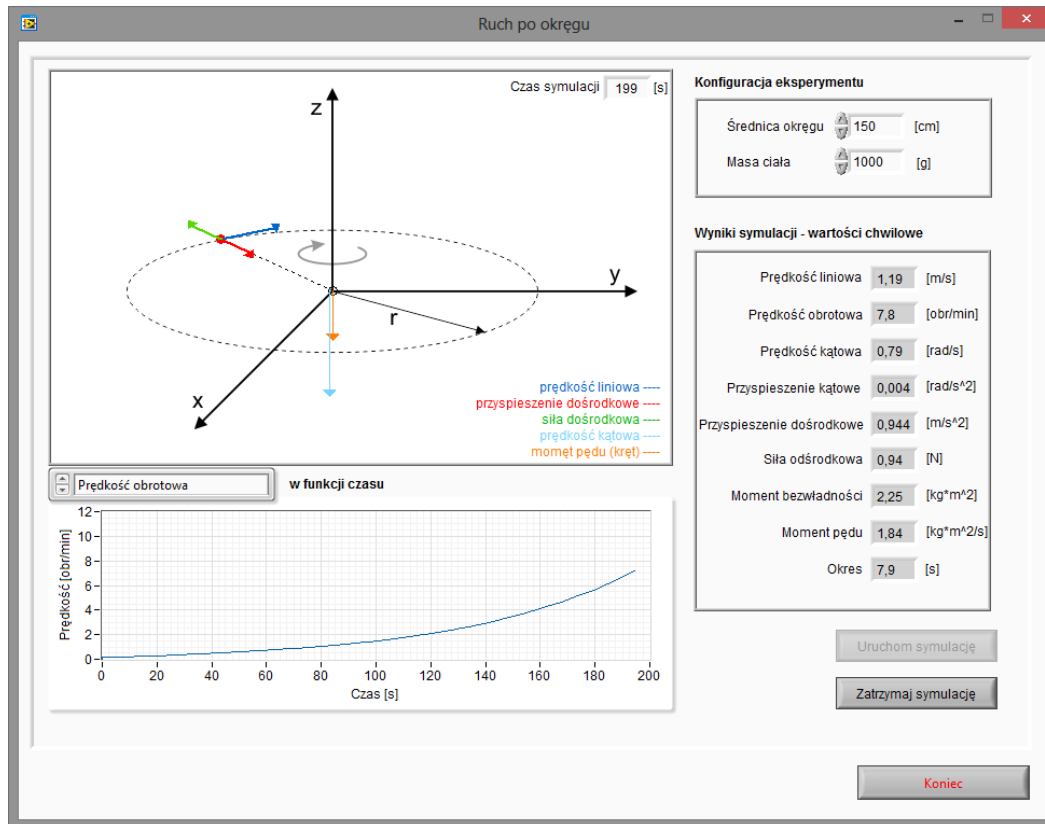 Ruch po okręgu
Czas symulacji 199 [s]
z
y
r
x
prędkość liniowa ----
przyspieszenie dośrodkowe ----
siła dośrodkowa ----
prędkość kątowa ----
momęt pędu (kręt) ----
Konfiguracja eksperymentu
Średnica okręgu 150 [cm]
Masa ciała 1000 [g]
Wyniki symulacji - wartości chwilowe
Prędkość liniowa 1,19 [m/s]
Prędkość obrotowa 7,8 [obr/min]
Prędkość kątowa 0,79 [rad/s]
Przyspieszenie kątowe 0,004 [rad/s^2]
Przyspieszenie dośrodkowe 0,944 [m/s^2]
Siła odśrodkowa 0,94 [N]
Moment bezwładności 2,25 [kg*m^2]
Moment pędu 1,84 [kg*m^2/s]
Okres 7,9 [s]
Prędkość obrotowa w funkcji czasu
Prędkość [obr/min]
12
10
8
6
4
2
0
0 20 40 60 80 100 120 140 160 180 200
Czas [s]
Uruchom symulację
Zatrzymaj symulację
Koniec